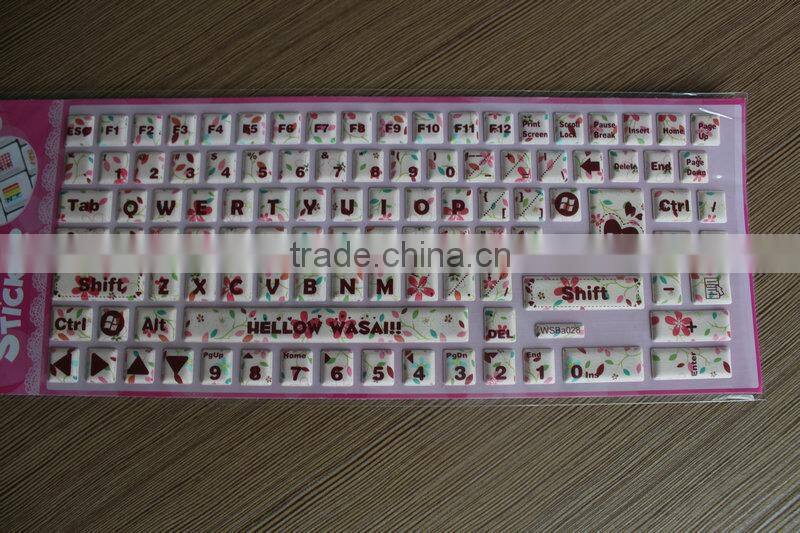 ESC F1 F2 F3 F4 F5 F6 F7 F8 F9 F10 F11 F12 Print Screen Scroll Lock Pause Break Insert Home Page Up
1 2 3 4 5 6 7 8 9 0 Delete End Page Down
Tab Q W E R T Y U I O P Ctrl /
trade.china.cn
Shift Z X C V B N M Shift -
Ctrl Alt HELLOW WASAI!! DEL WSBa028 +
PgUp 9 8 Home 7 6 5 4 PgDn 3 2 End 1 0 Ins Enter
STICK